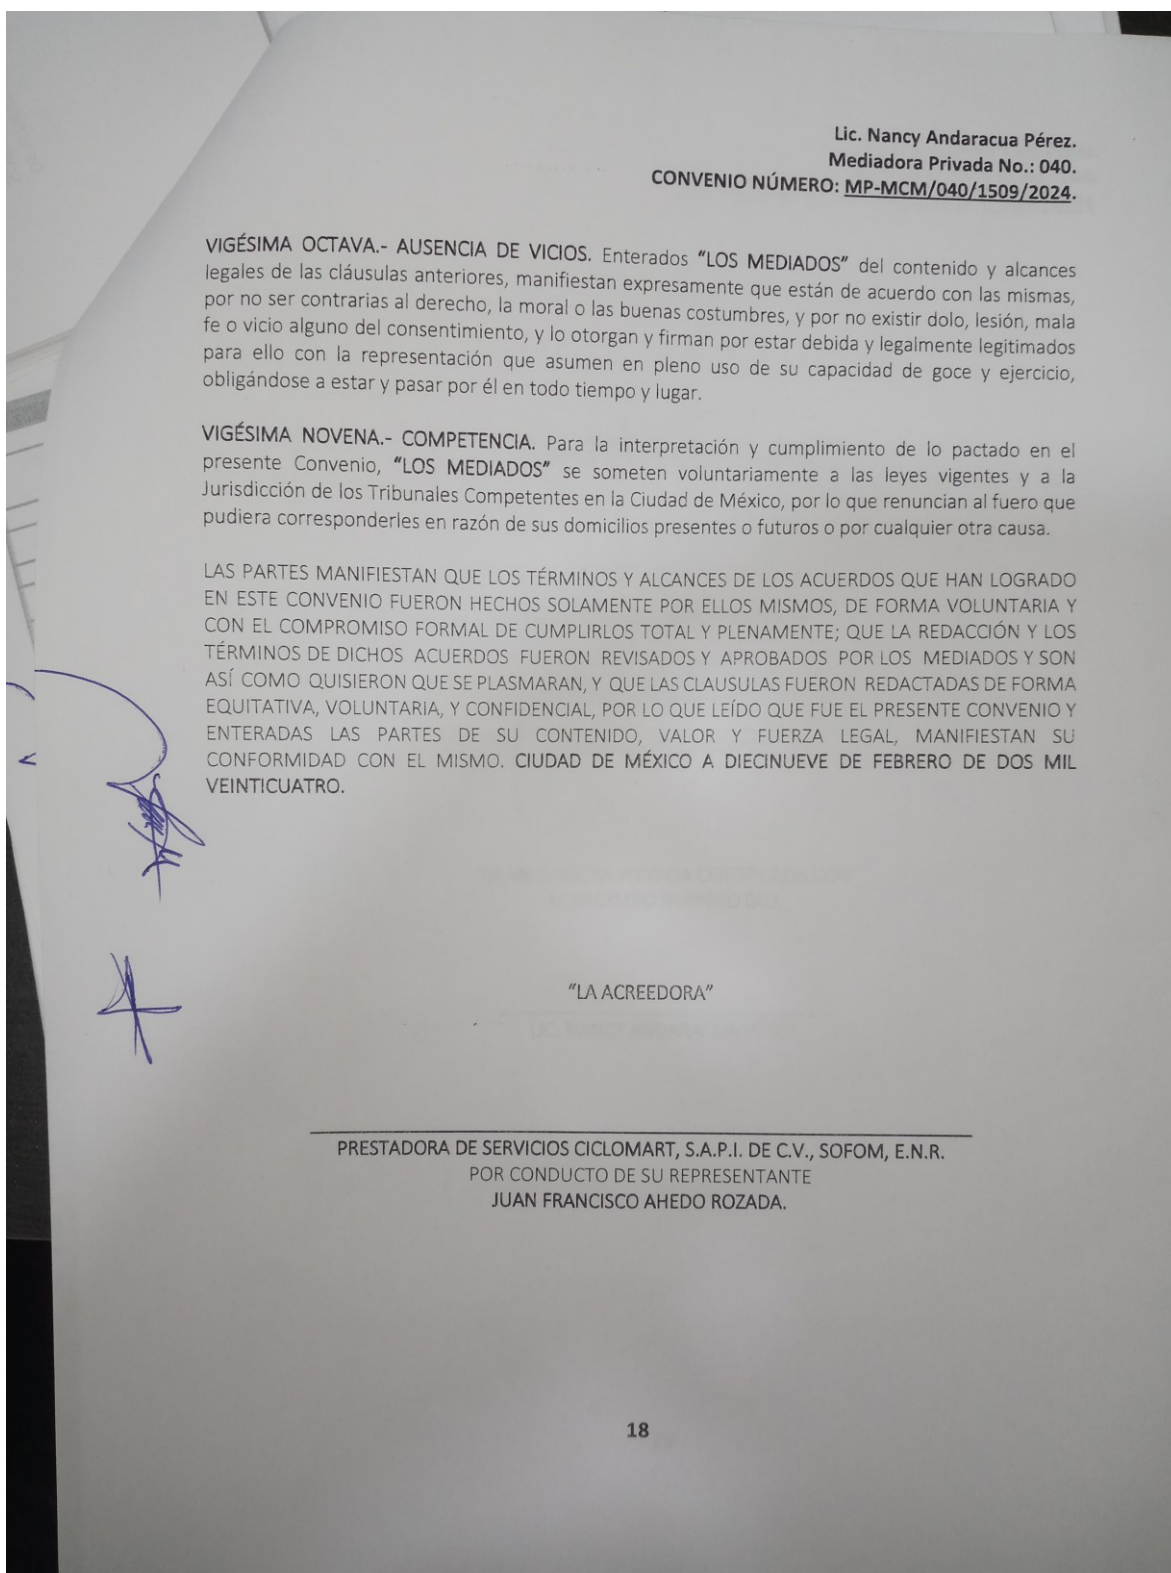 Lic. Nancy Andaracua Pérez.
Mediadora Privada No.: 040.
CONVENIO NÚMERO: MP-MCM/040/1509/2024.
VIGÉSIMA OCTAVA.- AUSENCIA DE VICIOS. Enterados "LOS MEDIADOS" del contenido y alcances
legales de las cláusulas anteriores, manifiestan expresamente que están de acuerdo con las mismas,
por no ser contrarias al derecho, la moral o las buenas costumbres, y por no existir dolo, lesión, mala
fe o vicio alguno del consentimiento, y lo otorgan y firman por estar debida y legalmente legitimados
para ello con la representación que asumen en pleno uso de su capacidad de goce y ejercicio,
obligándose a estar y pasar por él en todo tiempo y lugar.
VIGÉSIMA NOVENA.- COMPETENCIA. Para la interpretación y cumplimiento de lo pactado en el
presente Convenio, "LOS MEDIADOS" se someten voluntariamente a las leyes vigentes y a la
Jurisdicción de los Tribunales Competentes en la Ciudad de México, por lo que renuncian al fuero que
pudiera corresponderles en razón de sus domicilios presentes o futuros o por cualquier otra causa.
LAS PARTES MANIFIESTAN QUE LOS TÉRMINOS Y ALCANCES DE LOS ACUERDOS QUE HAN LOGRADO
EN ESTE CONVENIO FUERON HECHOS SOLAMENTE POR ELLOS MISMOS, DE FORMA VOLUNTARIA Y
CON EL COMPROMISO FORMAL DE CUMPLIRLOS TOTAL Y PLENAMENTE; QUE LA REDACCIÓN Y LOS
TÉRMINOS DE DICHOS ACUERDOS FUERON REVISADOS Y APROBADOS POR LOS MEDIADOS Y SON
ASÍ COMO QUISIERON QUE SE PLASMARAN, Y QUE LAS CLAUSULAS FUERON REDACTADAS DE FORMA
EQUITATIVA, VOLUNTARIA, Y CONFIDENCIAL, POR LO QUE LEÍDO QUE FUE EL PRESENTE CONVENIO Y
ENTERADAS LAS PARTES DE SU CONTENIDO, VALOR Y FUERZA LEGAL, MANIFIESTAN SU
CONFORMIDAD CON EL MISMO. CIUDAD DE MÉXICO A DIECINUEVE DE FEBRERO DE DOS MIL
VEINTICUATRO.
"LA ACREEDORA"
PRESTADORA DE SERVICIOS CICLOMART, S.A.P.I. DE C.V., SOFOM, E.N.R.
POR CONDUCTO DE SU REPRESENTANTE
JUAN FRANCISCO AHEDO ROZADA.
18